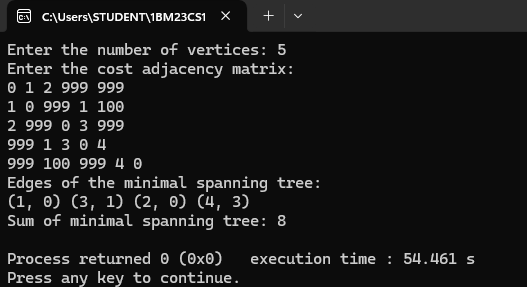 C:\Users\STUDENT\1BM23CS1
Enter the number of vertices: 5
Enter the cost adjacency matrix:
0 1 2 999 999
1 0 999 1 100
2 999 0 3 999
999 1 3 0 4
999 100 999 4 0
Edges of the minimal spanning tree:
(1, 0) (3, 1) (2, 0) (4, 3)
Sum of minimal spanning tree: 8
Process returned 0 (0x0)   execution time : 54.461 s
Press any key to continue.